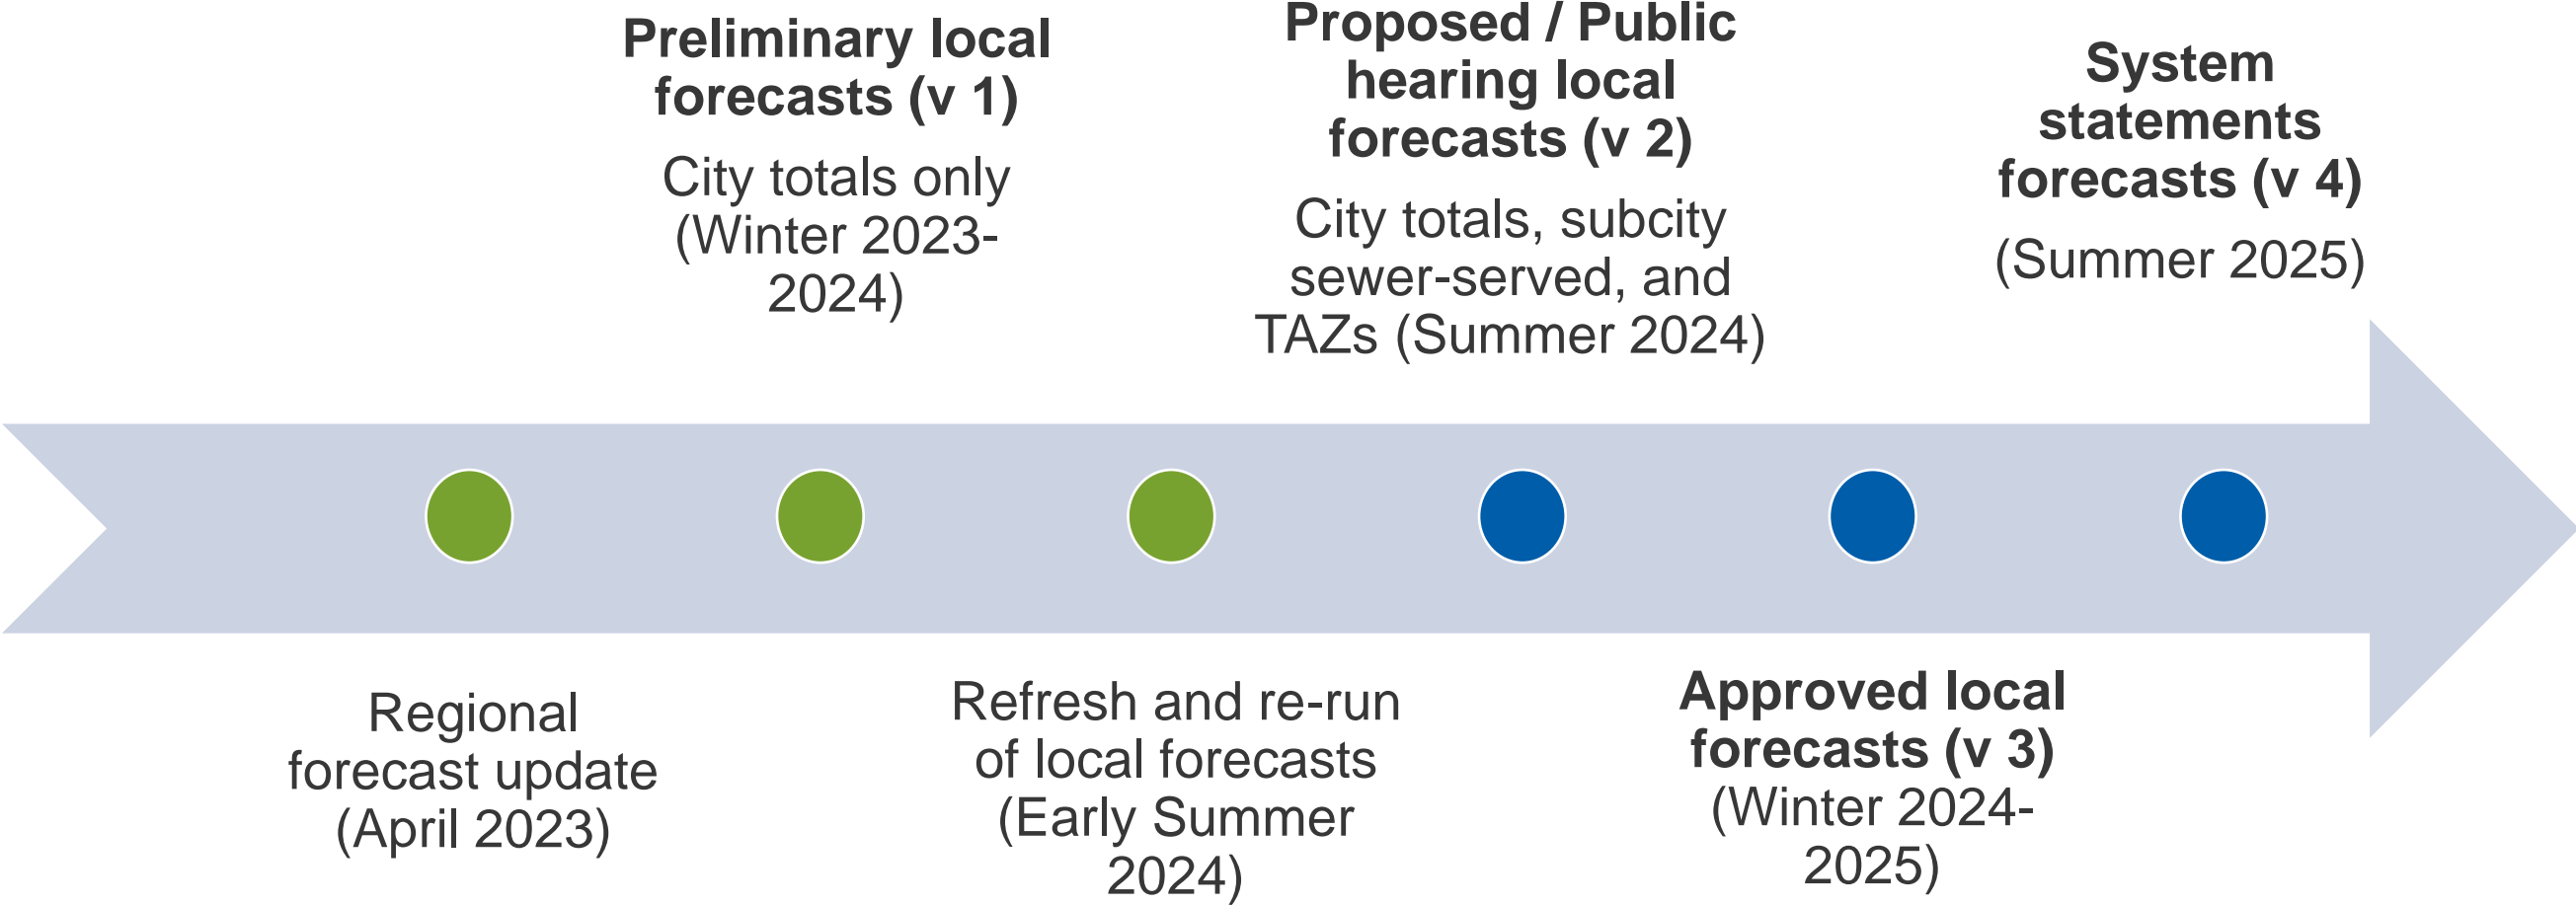 Preliminary local
forecasts (v 1)
City totals only
(Winter 2023-
2024)
Proposed / Public
hearing local
forecasts (v 2)
City totals, subcity
sewer-served, and
TAZs (Summer 2024)
System
statements
forecasts (v 4)
(Summer 2025)
Regional
forecast update
(April 2023)
Refresh and re-run
of local forecasts
(Early Summer
2024)
Approved local
forecasts (v 3)
(Winter 2024-
2025)